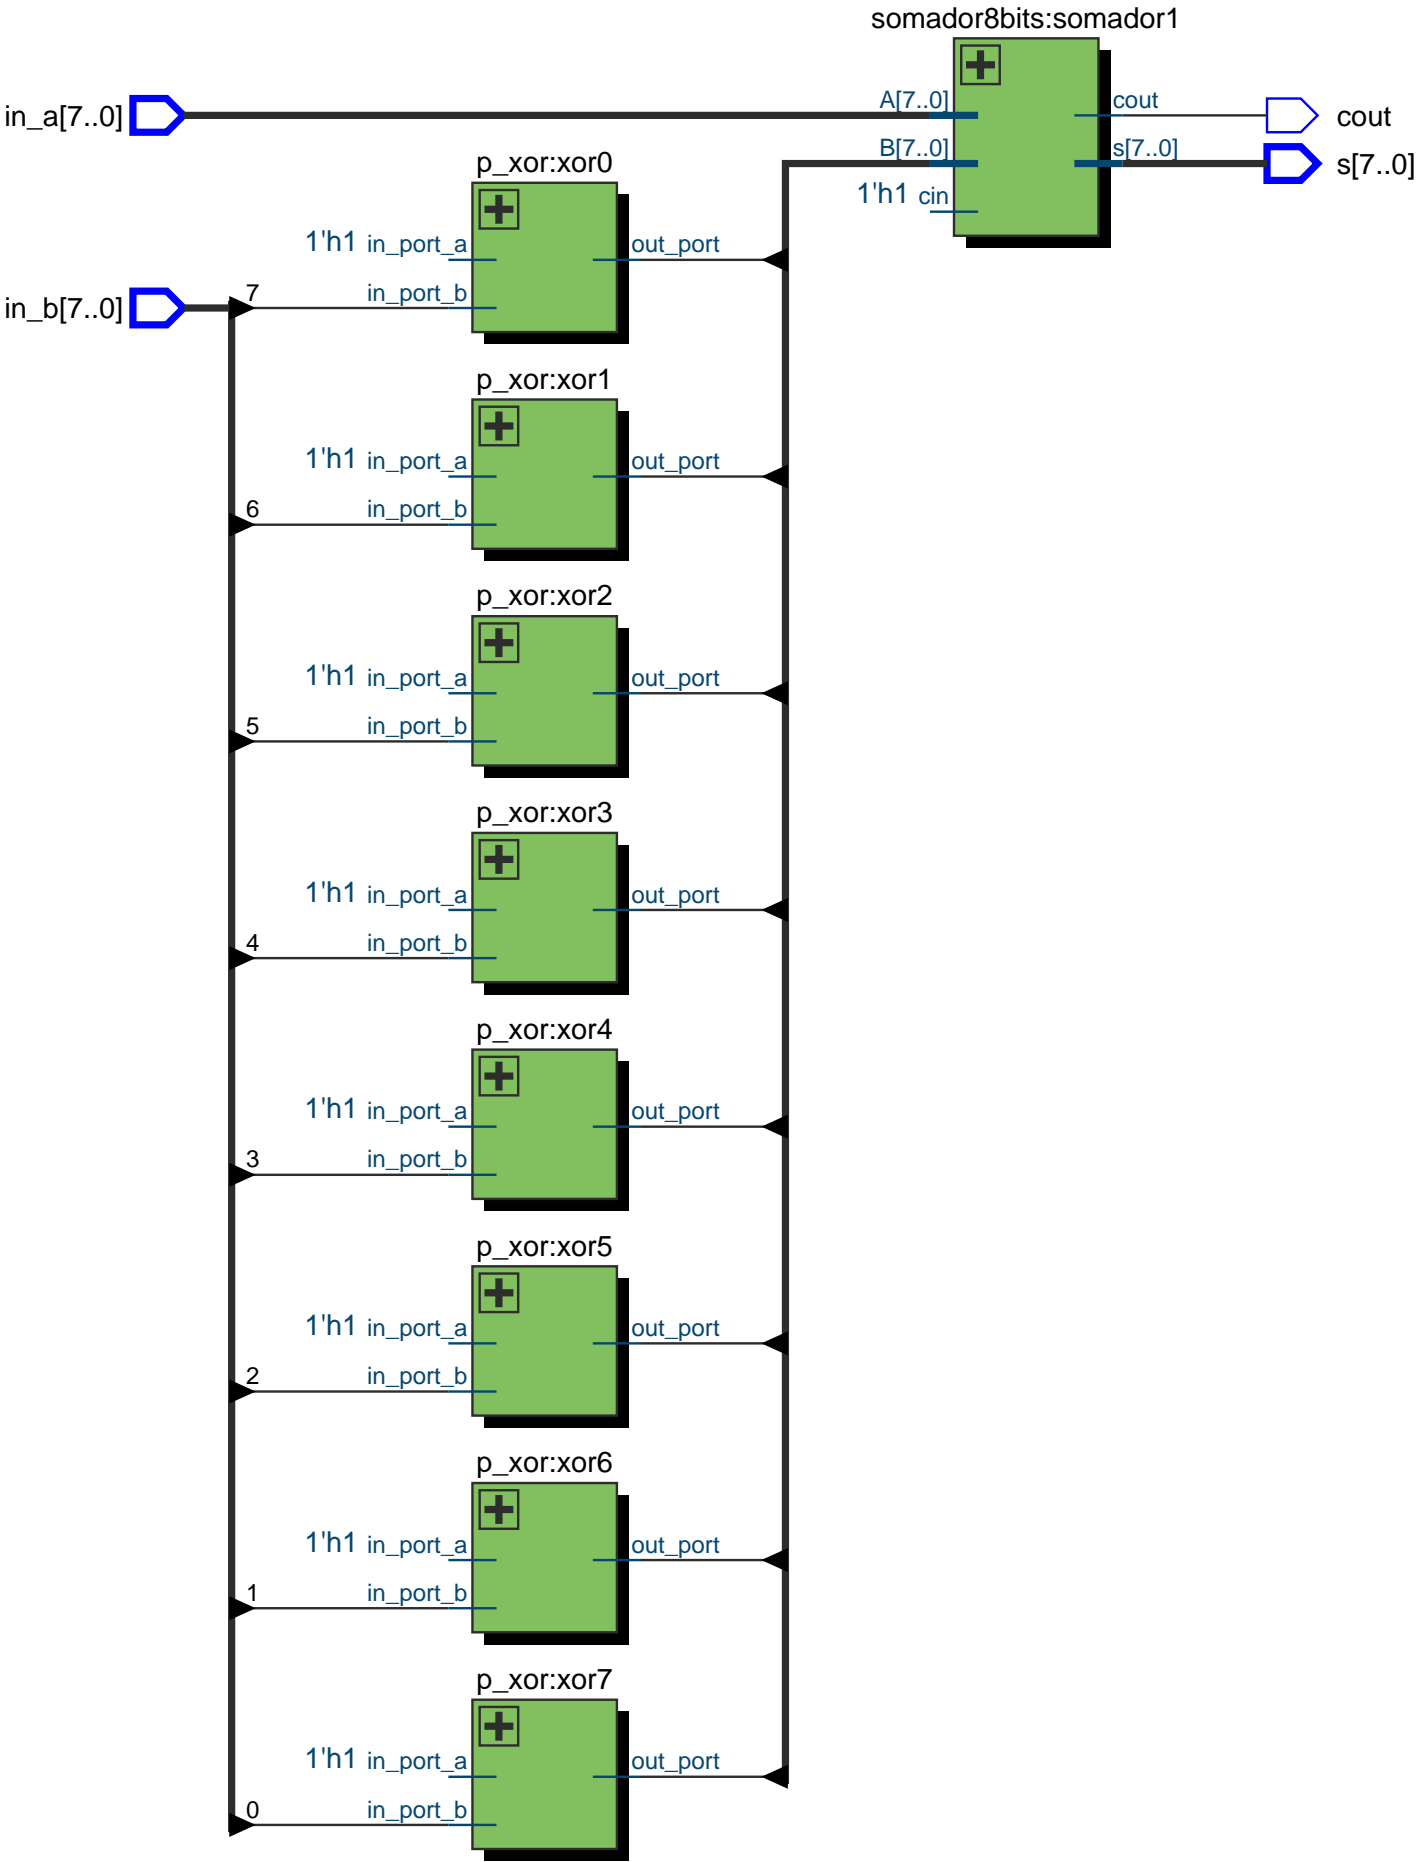 somador8bits:somador1
in_a[7..0] A[7..0] cout cout
B[7..0] s[7..0] s[7..0]
1'h1 cin
p_xor:xor0
1'h1 in_port_a out_port
in_b[7..0] 7 in_port_b
p_xor:xor1
1'h1 in_port_a out_port
6 in_port_b
p_xor:xor2
1'h1 in_port_a out_port
5 in_port_b
p_xor:xor3
1'h1 in_port_a out_port
4 in_port_b
p_xor:xor4
1'h1 in_port_a out_port
3 in_port_b
p_xor:xor5
1'h1 in_port_a out_port
2 in_port_b
p_xor:xor6
1'h1 in_port_a out_port
1 in_port_b
p_xor:xor7
1'h1 in_port_a out_port
0 in_port_b